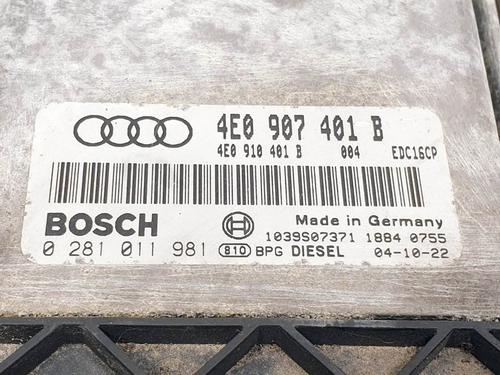 4E0 907 401 B
4E0 910 401 B 004 EDC16CP
BOSCH
Made in Germany
1039S07371 1884 0755
0 281 011 981 810 BPG DIESEL 04-10-22